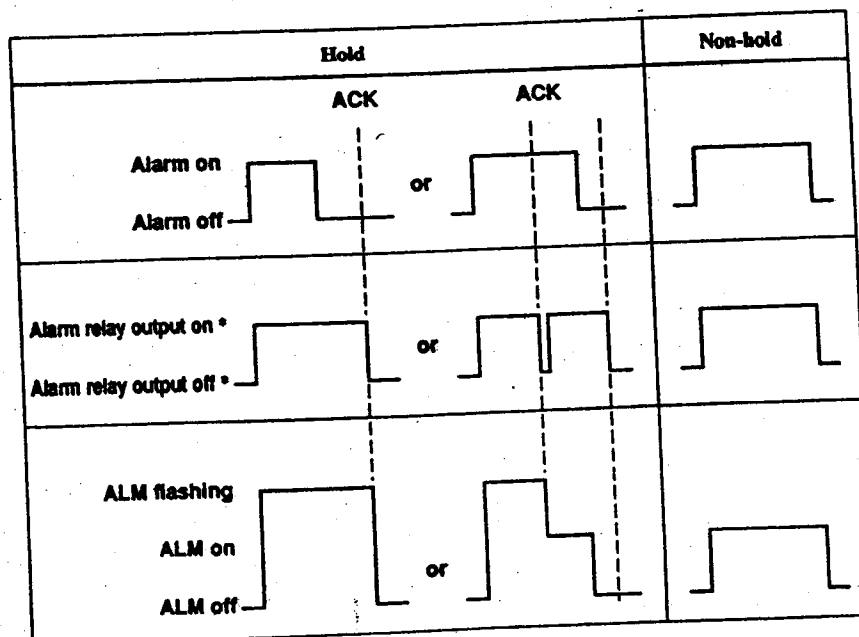 Hold
Non-hold
ACK
ACK
Alarm on
or
Alarm off
Alarm relay output on *
or
Alarm relay output off *
ALM flashing
ALM on
or
ALM off